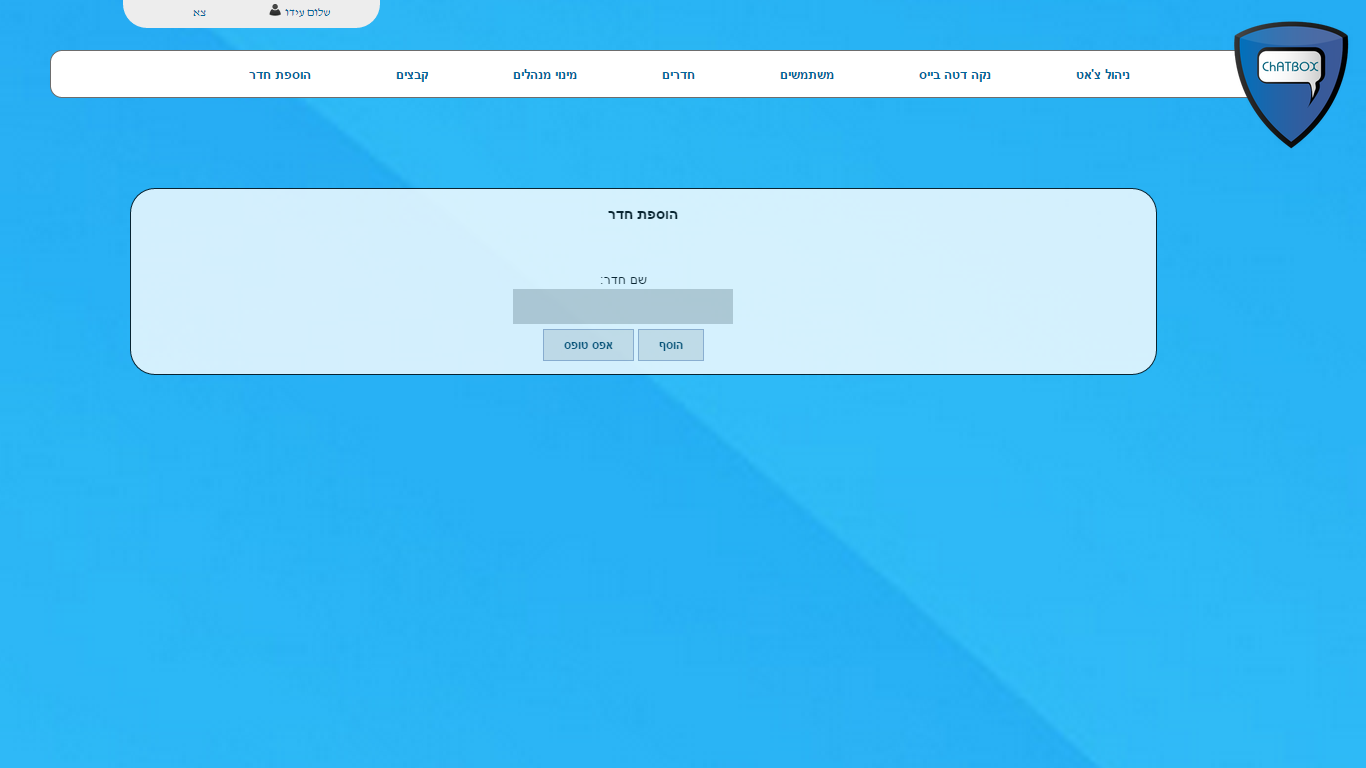 שלום עידו צא
ChATBOX
ניהול צ'אט נקה דטה בייס משתמשים חדרים מינוי מנהלים קבצים הוספת חדר
הוספת חדר
שם חדר:
הוסף אפס טופס